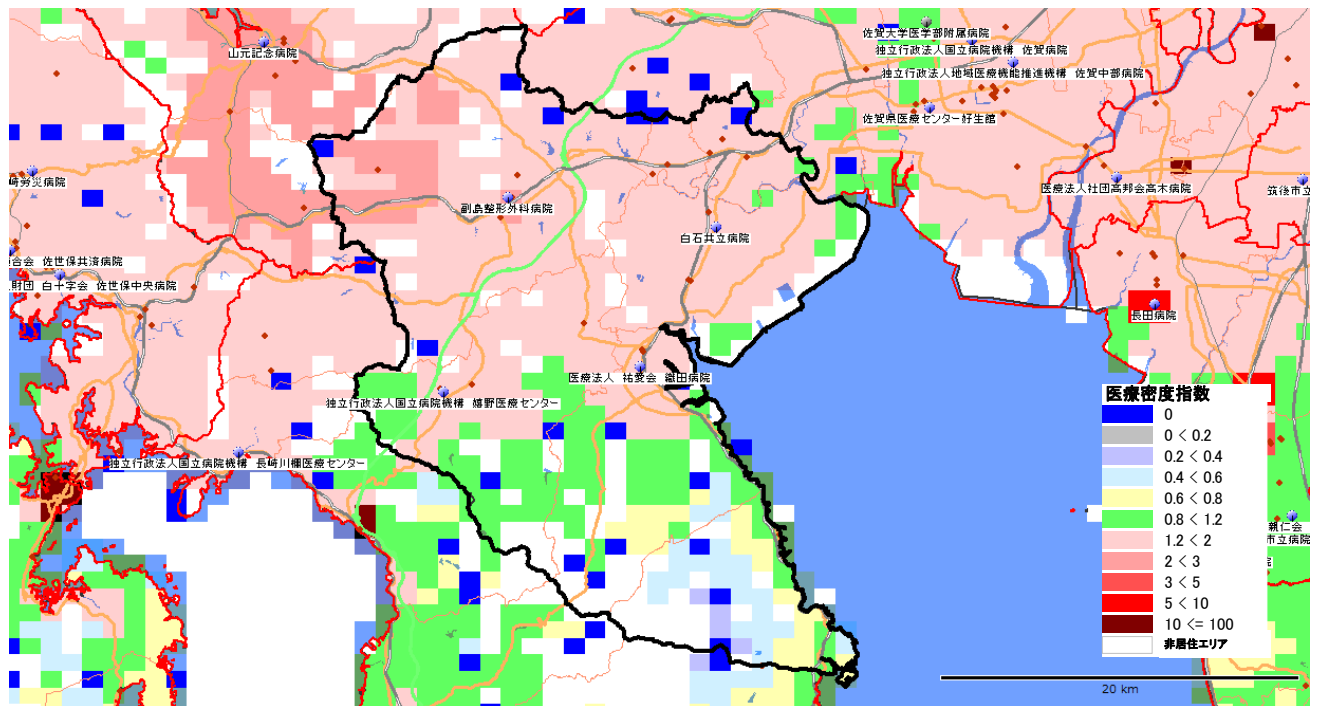 佐賀大学医学部附属病院
山元記念病院
独立行政法人国立病院機構 佐賀病院
独立行政法人地域医療機能推進機構 佐賀中部病院
佐賀県医療センター好生館
崎労災病院
医療法人社団高邦会高木病院
筑後市立
副島整形外科病院
白石共立病院
合会 佐世保共済病院
財団 白十字会 佐世保中央病院
長田病院
医療法人 祐愛会 織田病院
独立行政法人国立病院機構 嬉野医療センター
独立行政法人国立病院機構 長崎川棚医療センター
医療密度指数
0
0 < 0.2
0.2 < 0.4
0.4 < 0.6
0.6 < 0.8
0.8 < 1.2
1.2 < 2
2 < 3
3 < 5
5 < 10
10 <= 100
非居住エリア
親仁会
市立病院
20 km